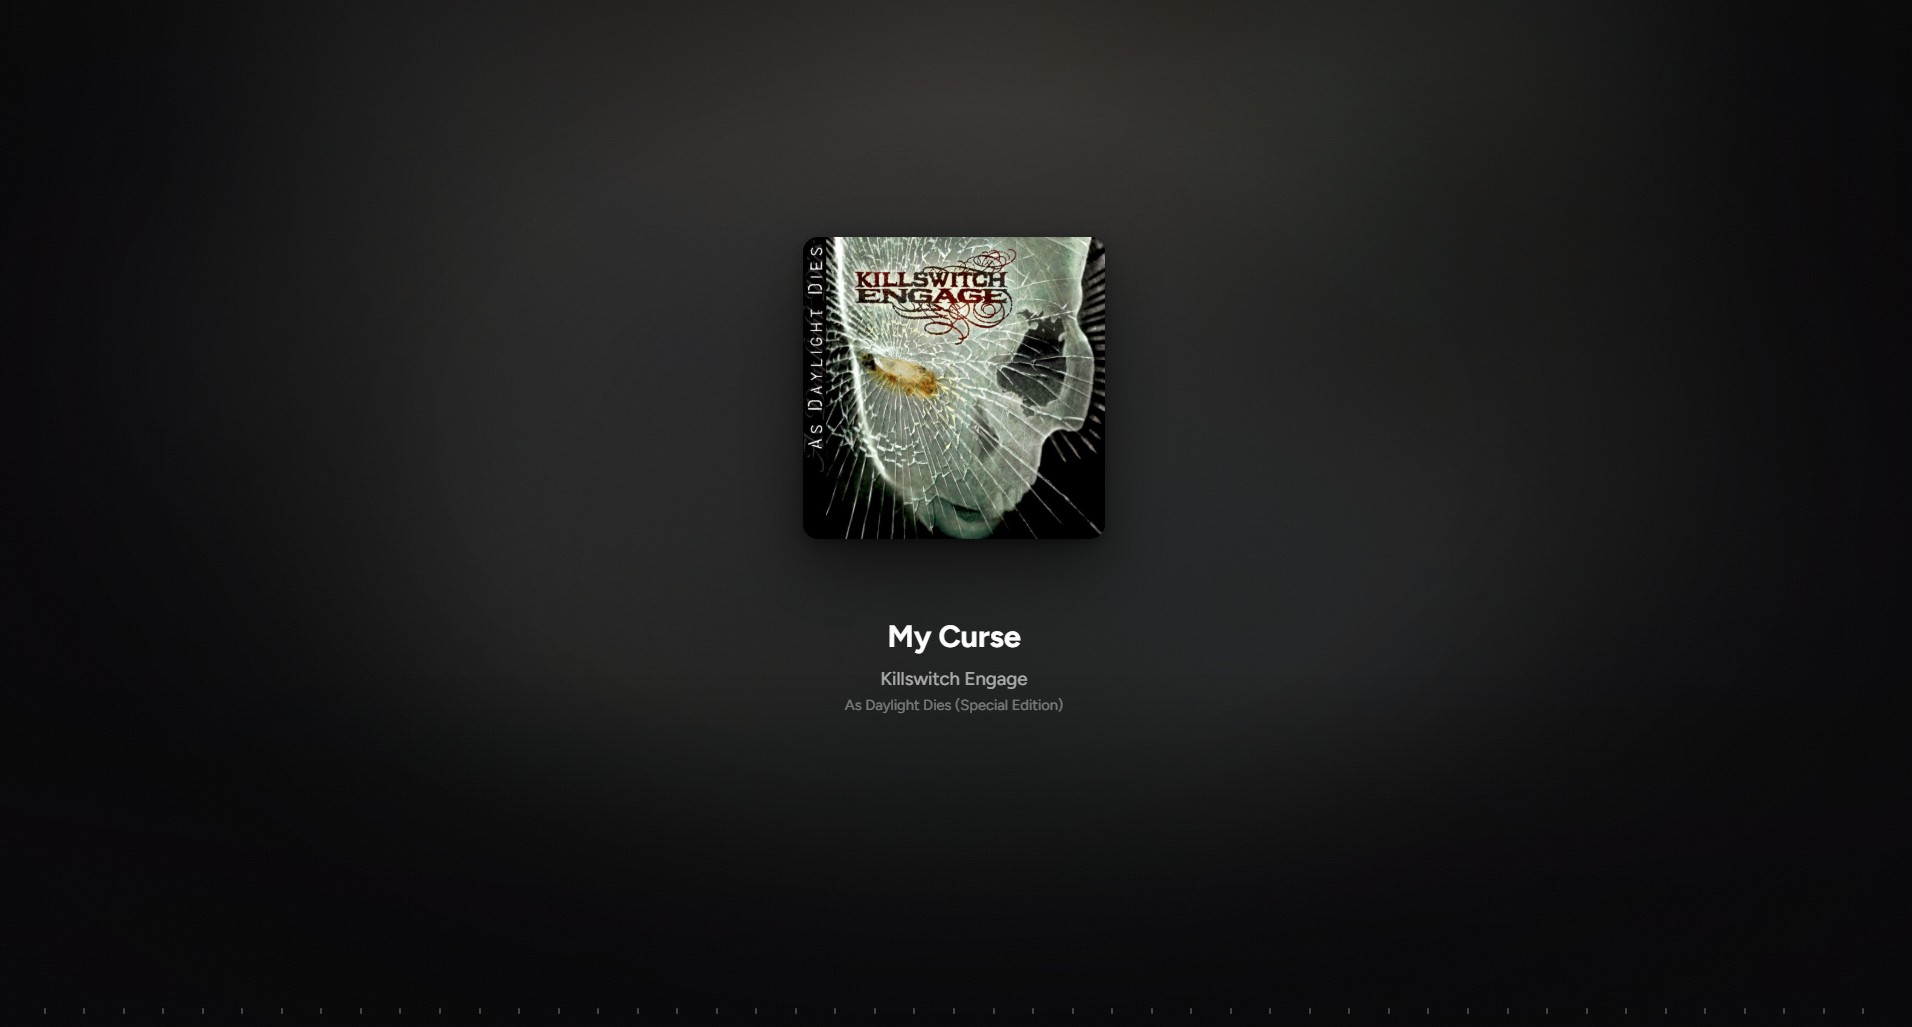 AS DAYLIGHT DIES
KILLSWITCH
ENGAGE
My Curse
Killswitch Engage
As Daylight Dies (Special Edition)